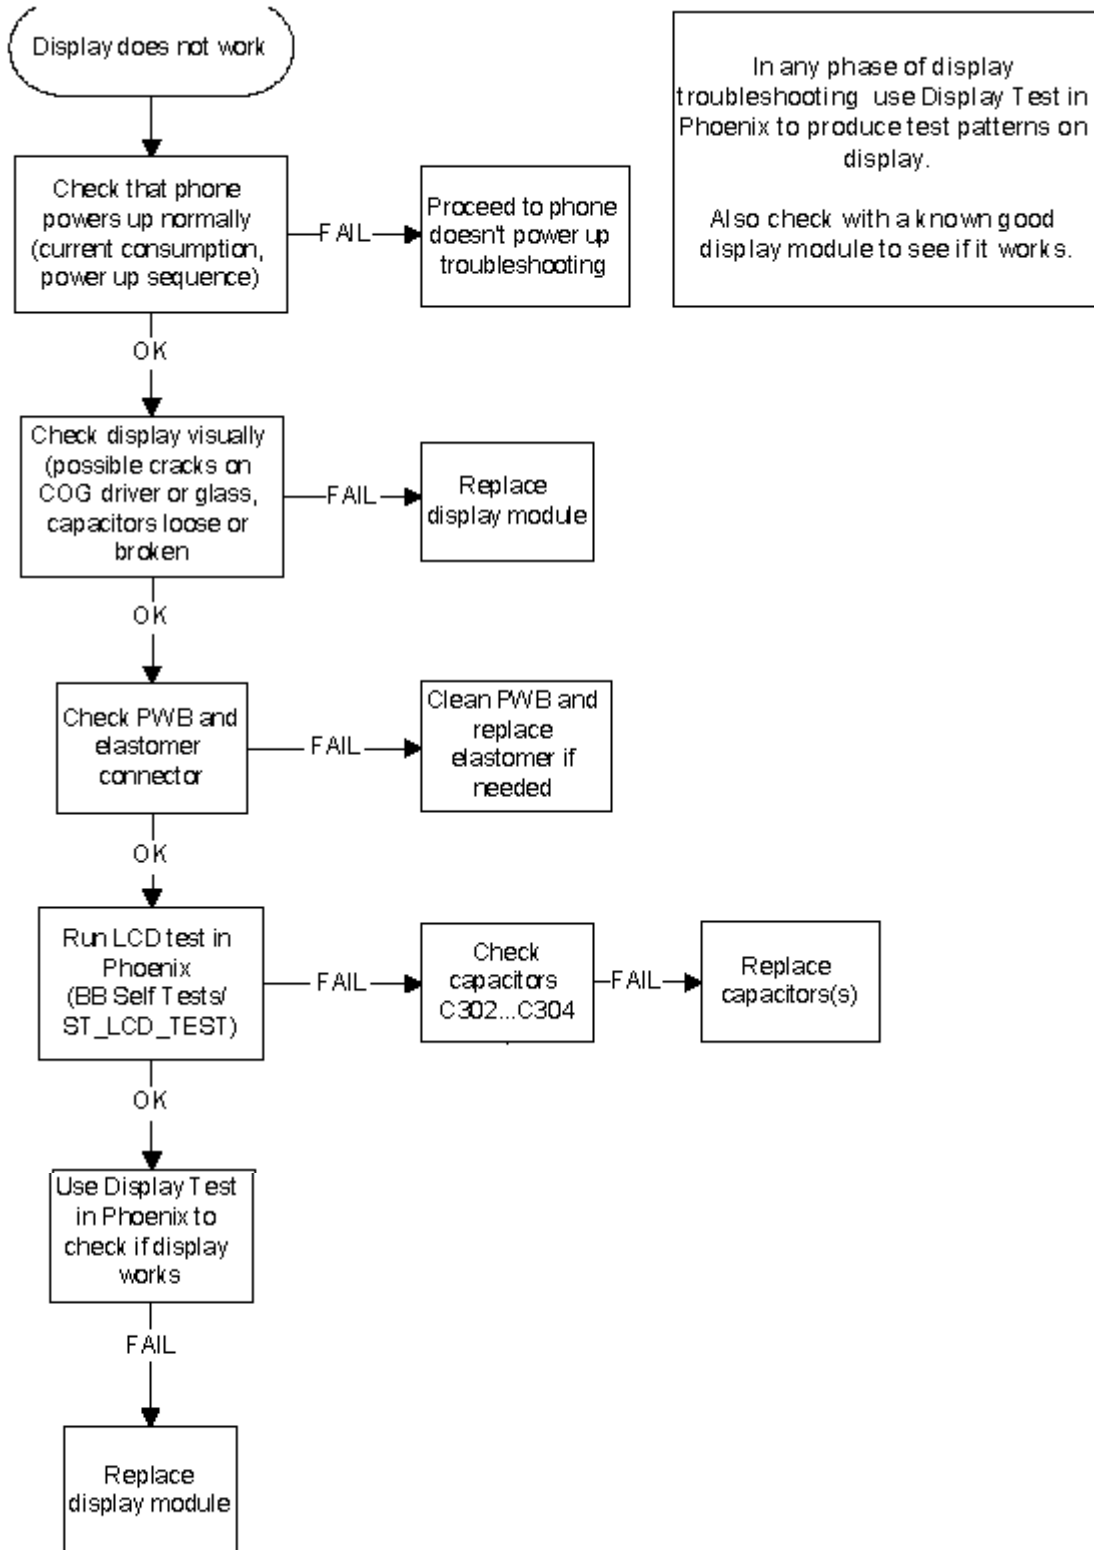 Display does not work
In any phase of display
troubleshooting use Display Test in
Phoenix to produce test patterns on
display.
Also check with a known good
display module to see if it works.
Check that phone
powers up normally
(current consumption,
power up sequence)
FAIL
Proceed to phone
doesn't power up
troubleshooting
OK
Check display visually
(possible cracks on
COG driver or glass,
capacitors loose or
broken
FAIL
Replace
display module
OK
Check PWB and
elastomer
connector
FAIL
Clean PWB and
replace
elastomer if
needed
OK
Run LCD test in
Phoenix
(BB Self Tests/
ST_LCD_TEST)
FAIL
Check
capacitors
C302...C304
FAIL
Replace
capacitors(s)
OK
Use Display Test
in Phoenix to
check if display
works
FAIL
Replace
display module